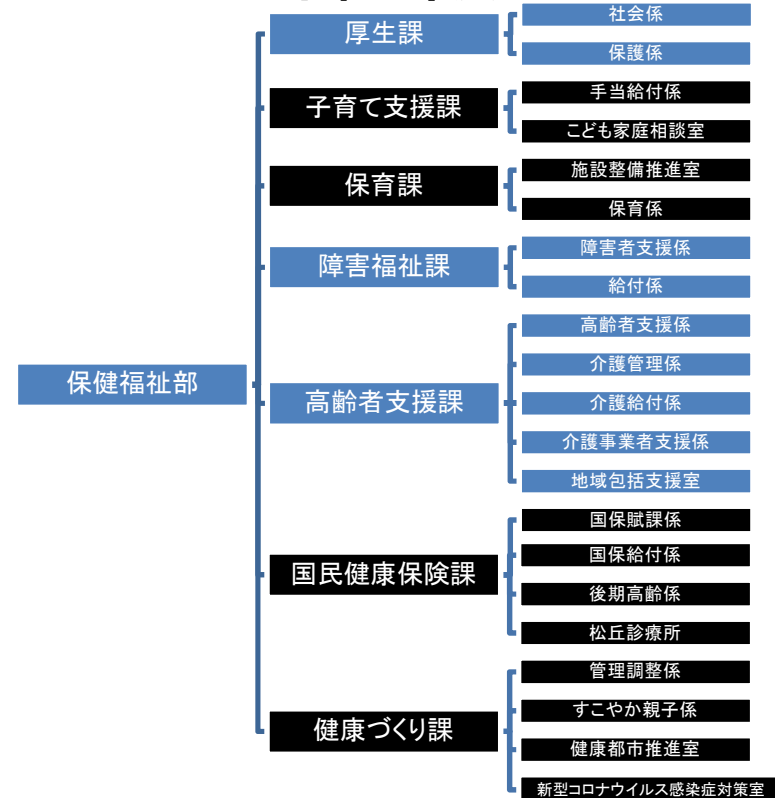 保健福祉部
厚生課
社会係
保護係
子育て支援課
手当給付係
こども家庭相談室
保育課
施設整備推進室
保育係
障害福祉課
障害者支援係
給付係
高齢者支援課
高齢者支援係
介護管理係
介護給付係
介護事業者支援係
地域包括支援室
国民健康保険課
国保賦課係
国保給付係
後期高齢係
松丘診療所
健康づくり課
管理調整係
すこやか親子係
健康都市推進室
新型コロナウイルス感染症対策室